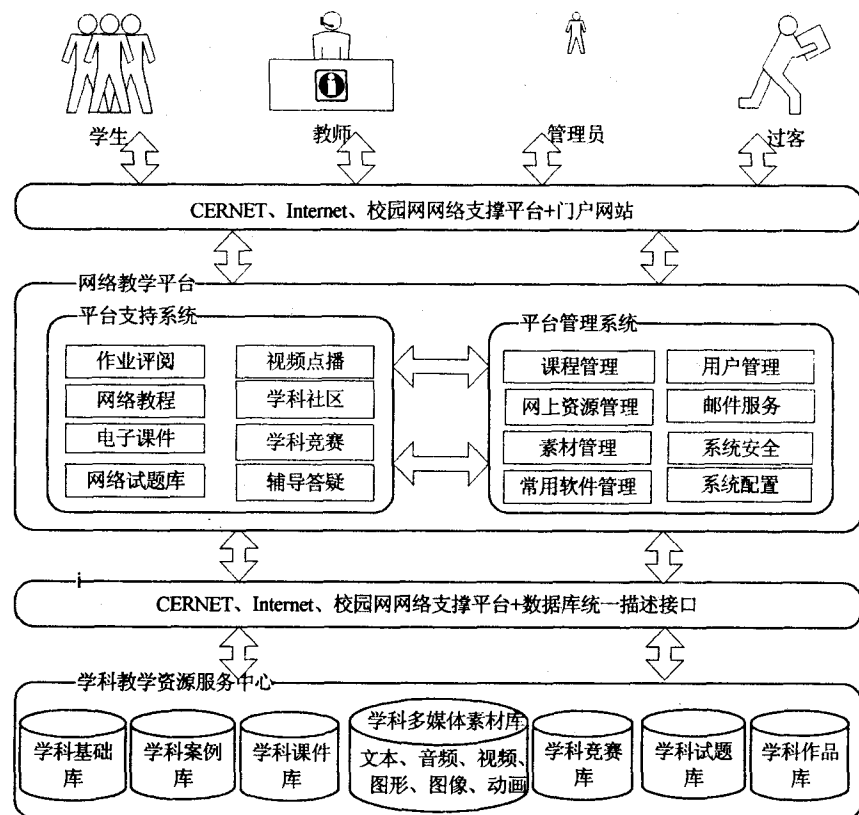 学生 教师 管理员 过客
CERNET、Internet、校园网网络支撑平台+门户网站
网络教学平台
平台支持系统
作业评阅 视频点播
网络教程 学科社区
电子课件 学科竞赛
网络试题库 辅导答疑
平台管理系统
课程管理 用户管理
网上资源管理 邮件服务
素材管理 系统安全
常用软件管理 系统配置
CERNET、Internet、校园网网络支撑平台+数据库统一描述接口
学科教学资源服务中心
学科基础
库
学科案例
库
学科课件
库
学科多媒体素材库
文本、音频、视频、
图形、图像、动画
学科竞赛
库
学科试题
库
学科作品
库